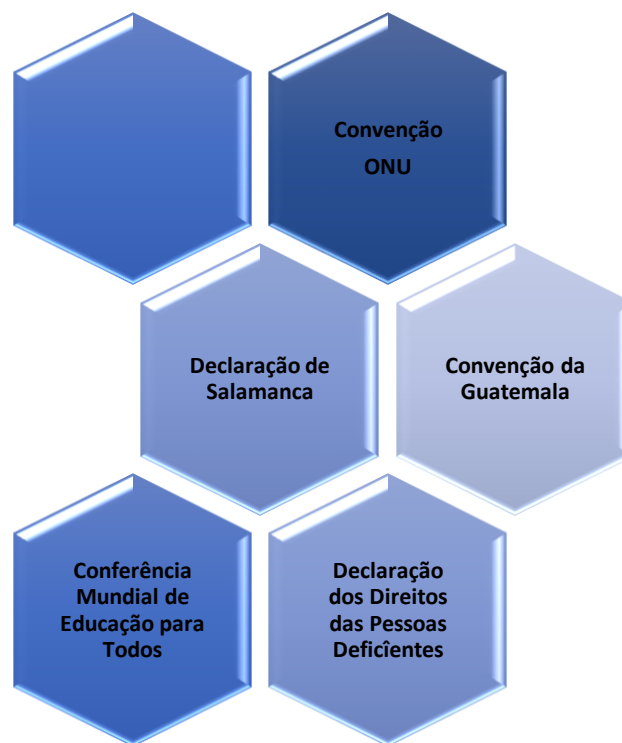 Convenção
ONU
Declaração de
Salamanca
Convenção da
Guatemala
Conferência
Mundial de
Educação para
Todos
Declaração
dos Direitos
das Pessoas
Deficîentes